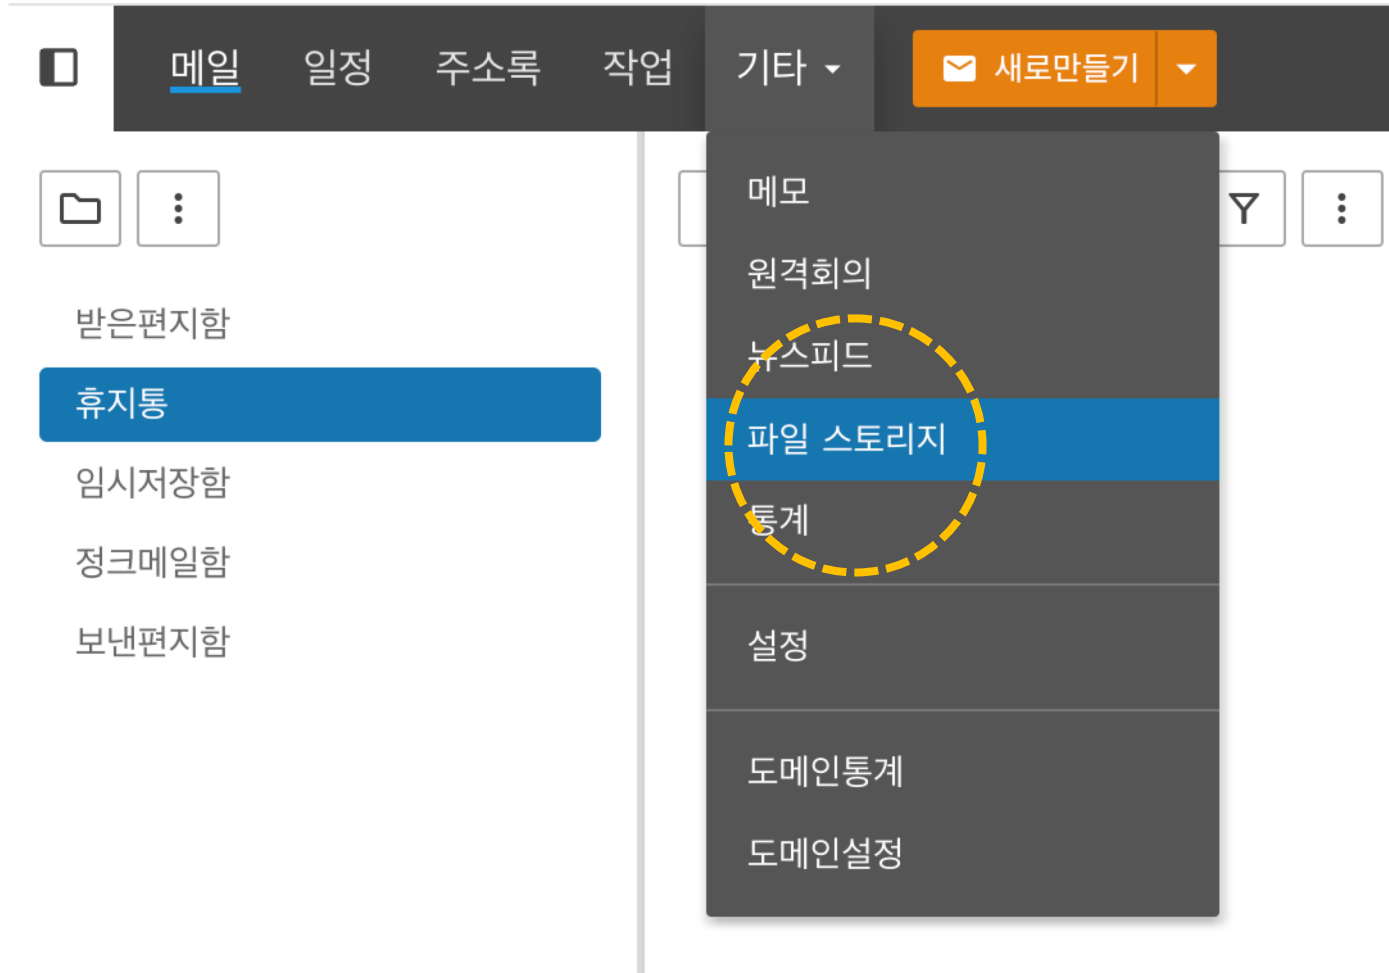 메일 일정 주소록 작업 기타 새로만들기
받은편지함
휴지통
임시저장함
정크메일함
보낸편지함
메모
원격회의
뉴스피드
파일 스토리지
통계
설정
도메인통계
도메인설정